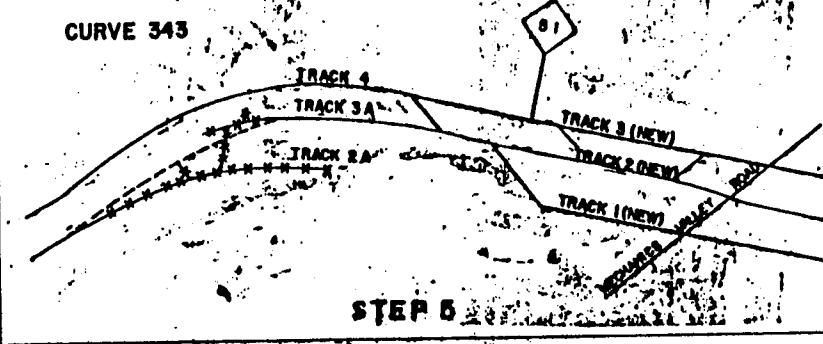 CURVE 343
81
TRACK 4
TRACK 3A
TRACK 3 (NEW)
TRACK 2A
TRACK 2 (NEW)
TRACK 1 (NEW)
VALLEY ROAD
STEP 5